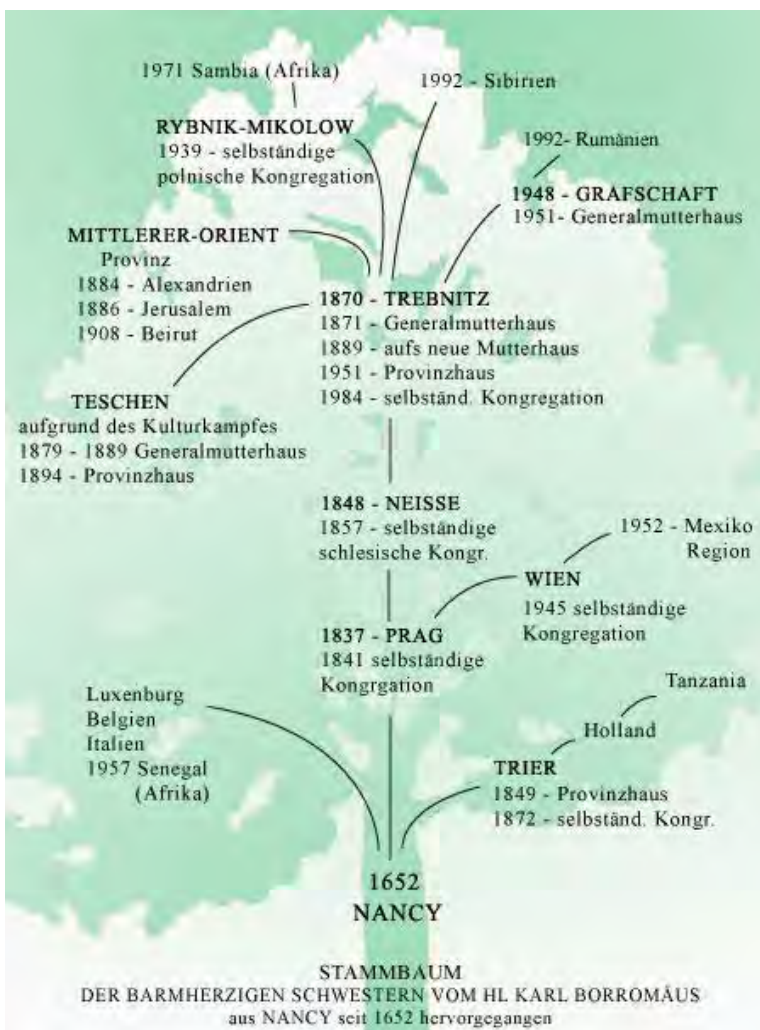 1971 Sambia (Afrika)
1992 - Sibirien
RYBNIK-MIKOLOW
1939 - selbständige
polnische Kongregation
1992- Rumänien
1948 - GRAFSCHAFT
1951- Generalmutterhaus
MITTLERER-ORIENT
Provinz
1884 - Alexandrien
1886 - Jerusalem
1908 - Beirut
1870 - TREBNITZ
1871 - Generalmutterhaus
1889 - aufs neue Mutterhaus
1951 - Provinzhaus
1984 - selbständ. Kongregation
TESCHEN
aufgrund des Kulturkampfes
1879 - 1889 Generalmutterhaus
1894 - Provinzhaus
1848 - NEISSE
1857 - selbständige
schlesische Kongr.
1952 - Mexiko
Region
WIEN
1945 selbständige
Kongregation
1837 - PRAG
1841 selbständige
Kongrgation
Luxenburg
Belgien
Italien
1957 Senegal
(Afrika)
Tanzania
Holland
TRIER
1849 - Provinzhaus
1872 - selbständ. Kongr.
1652
NANCY
STAMMBAUM
DER BARMHERZIGEN SCHWESTERN VOM HL KARL BORROMÄUS
aus NANCY seit 1652 hervorgegangen